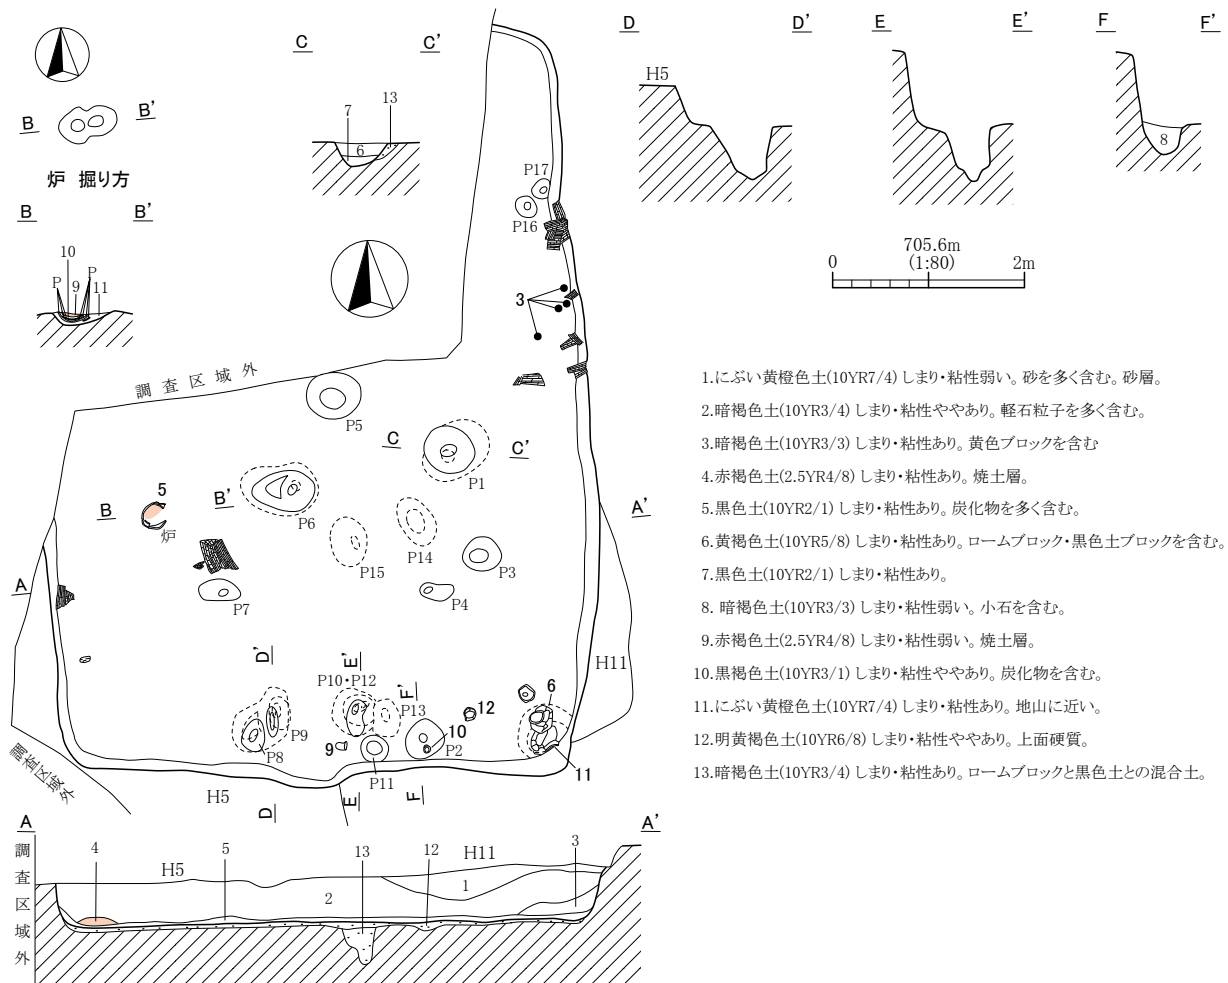 C
C'
D
D'
E
E'
F
F'
H5
B
B'
炉 掘り方
7
13
6
8
B
B'
10
P
9
P
11
705.6m
0
(1:80)
2m
P17
P16
3
調査区域外
P5
C
C'
P1
B
5
炉
B'
P6
P15
P14
P3
P4
P7
A
A'
H11
D'
E'
F'
P10・P12
P13
P9
P8
9
P11
10
P2
12
6
11
調査区域外
H5
D
E
F
1.にぶい黄橙色土(10YR7/4) しまり・粘性弱い。砂を多く含む。砂層。
2.暗褐色土(10YR3/4) しまり・粘性ややあり。軽石粒子を多く含む。
3.暗褐色土(10YR3/3) しまり・粘性あり。黄色ブロックを含む
4.赤褐色土(2.5YR4/8) しまり・粘性あり。焼土層。
5.黒色土(10YR2/1) しまり・粘性あり。炭化物を多く含む。
6.黄褐色土(10YR5/8) しまり・粘性あり。ロームブロック・黒色土ブロックを含む。
7.黒色土(10YR2/1) しまり・粘性あり。
8. 暗褐色土(10YR3/3) しまり・粘性弱い。小石を含む。
9.赤褐色土(2.5YR4/8) しまり・粘性弱い。焼土層。
10.黒褐色土(10YR3/1) しまり・粘性ややあり。炭化物を含む。
11.にぶい黄橙色土(10YR7/4) しまり・粘性あり。地山に近い。
12.明黄褐色土(10YR6/8) しまり・粘性ややあり。上面硬質。
13.暗褐色土(10YR3/4) しまり・粘性あり。ロームブロックと黒色土との混合土。
A
A'
調査区域外
4
H5
5
13
12
H11
3
2
1